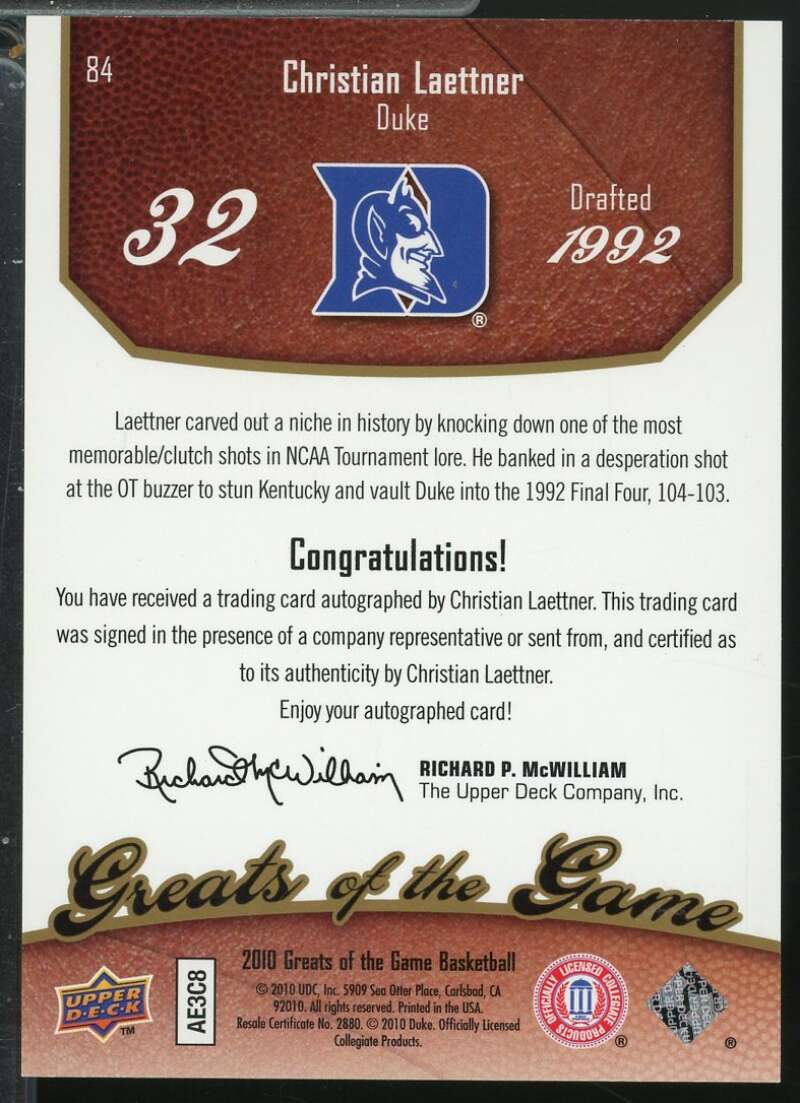 84
Christian Laettner
Duke
32
Drafted
1992
®
Laettner carved out a niche in history by knocking down one of the most
memorable/clutch shots in NCAA Tournament lore. He banked in a desperation shot
at the OT buzzer to stun Kentucky and vault Duke into the 1992 Final Four, 104-103.
Congratulations!
You have received a trading card autographed by Christian Laettner. This trading card
was signed in the presence of a company representative or sent from, and certified as
to its authenticity by Christian Laettner.
Enjoy your autographed card!
Richard McWilliam
RICHARD P. McWILLIAM
The Upper Deck Company, Inc.
Greats of the Game
2010 Greats of the Game Basketball
© 2010 UDC, Inc. 5909 Sea Otter Place, Carlsbad, CA
92010. All rights reserved. Printed in the USA.
Resale Certificate No. 2880. © 2010 Duke. Officially Licensed
Collegiate Products.
UPPER
D·E·C·K
TM
AE3C8
OFFICIALLY LICENSED COLLEGIATE PRODUCTS
®
®